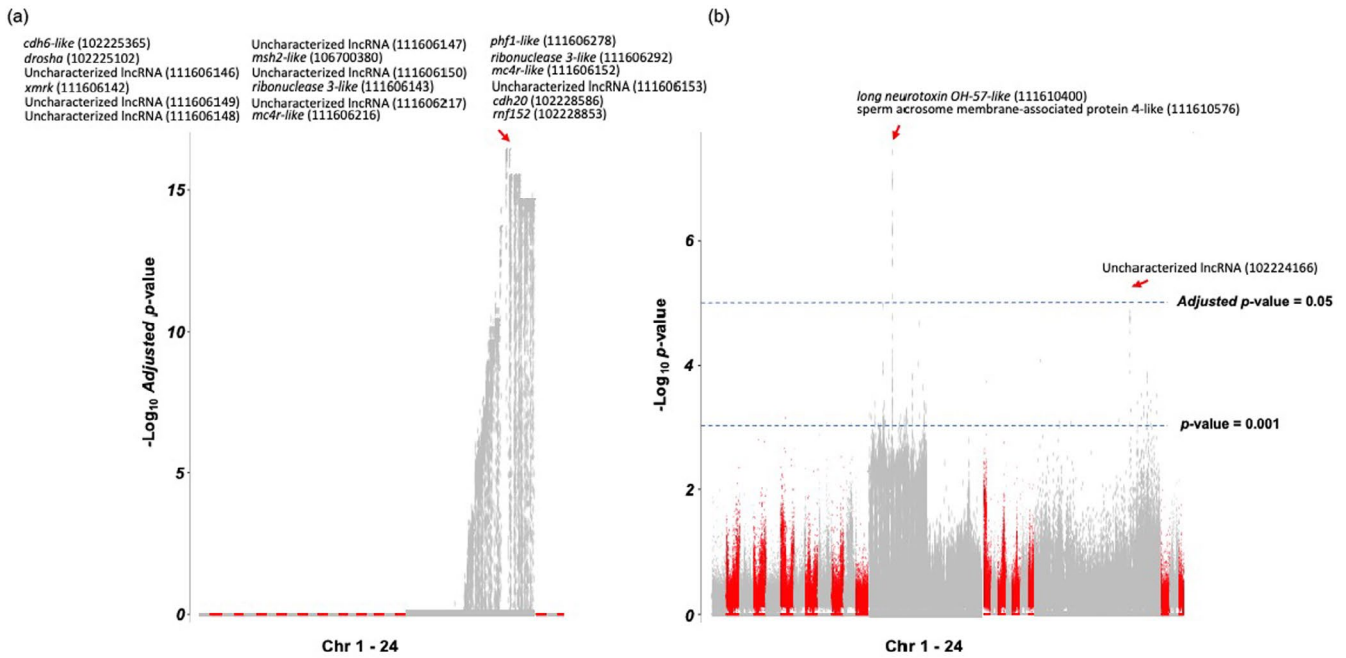 (a)
cdh6-like (102225365)
drosha (102225102)
Uncharacterized lncRNA (111606146)
xmrk (111606142)
Uncharacterized lncRNA (111606149)
Uncharacterized lncRNA (111606148)
Uncharacterized lncRNA (111606147)
msh2-like (106700380)
Uncharacterized lncRNA (111606150)
ribonuclease 3-like (111606143)
Uncharacterized lncRNA (111606217)
mc4r-like (111606216)
phf1-like (111606278)
ribonuclease 3-like (111606292)
mc4r-like (111606152)
Uncharacterized lncRNA (111606153)
cdh20 (102228586)
rnf152 (102228853)
-Log10 Adjusted p-value
15
10
5
0
Chr 1 - 24
(b)
long neurotoxin OH-57-like (111610400)
sperm acrosome membrane-associated protein 4-like (111610576)
Uncharacterized lncRNA (102224166)
Adjusted p-value = 0.05
p-value = 0.001
-Log10 p-value
6
4
2
0
Chr 1 - 24